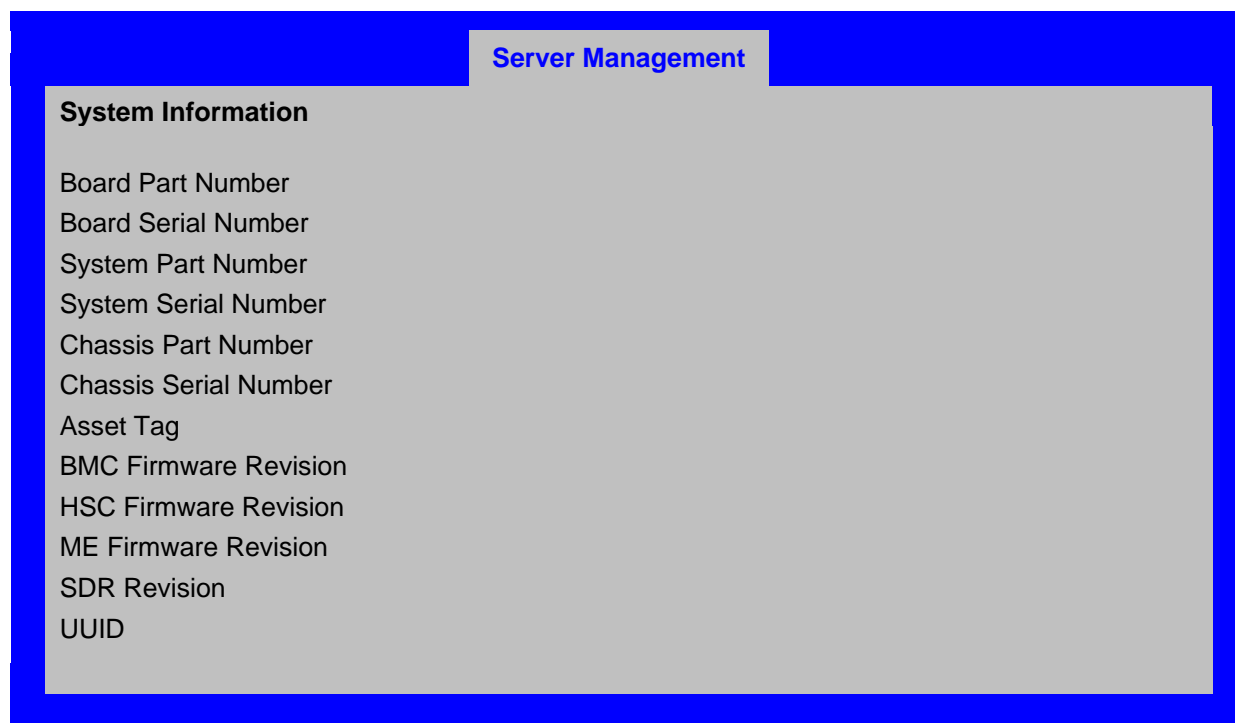 Server Management
System Information
Board Part Number
Board Serial Number
System Part Number
System Serial Number
Chassis Part Number
Chassis Serial Number
Asset Tag
BMC Firmware Revision
HSC Firmware Revision
ME Firmware Revision
SDR Revision
UUID